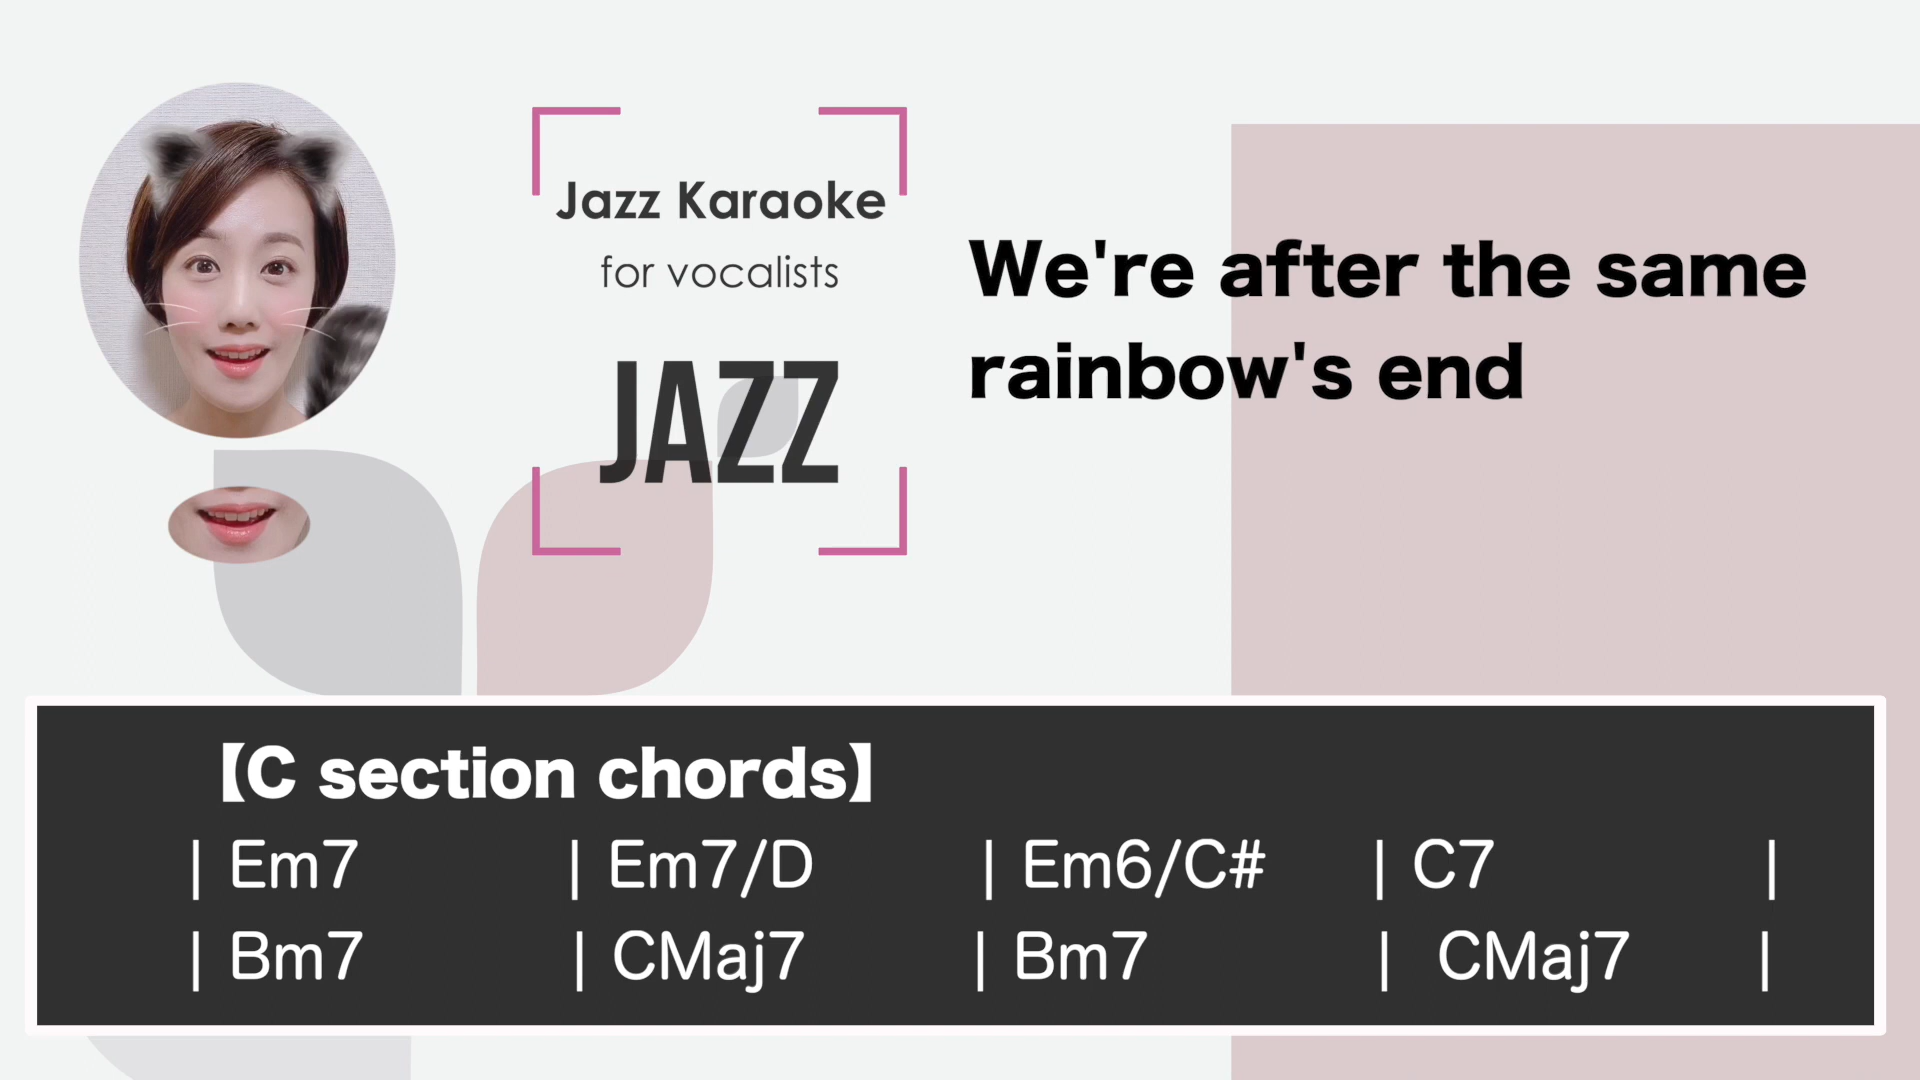 Jazz Karaoke
for vocalists
JAZZ
We're after the same
rainbow's end
【C section chords】
| Em7 | Em7/D | Em6/C# | C7 |
| Bm7 | CMaj7 | Bm7 | CMaj7 |